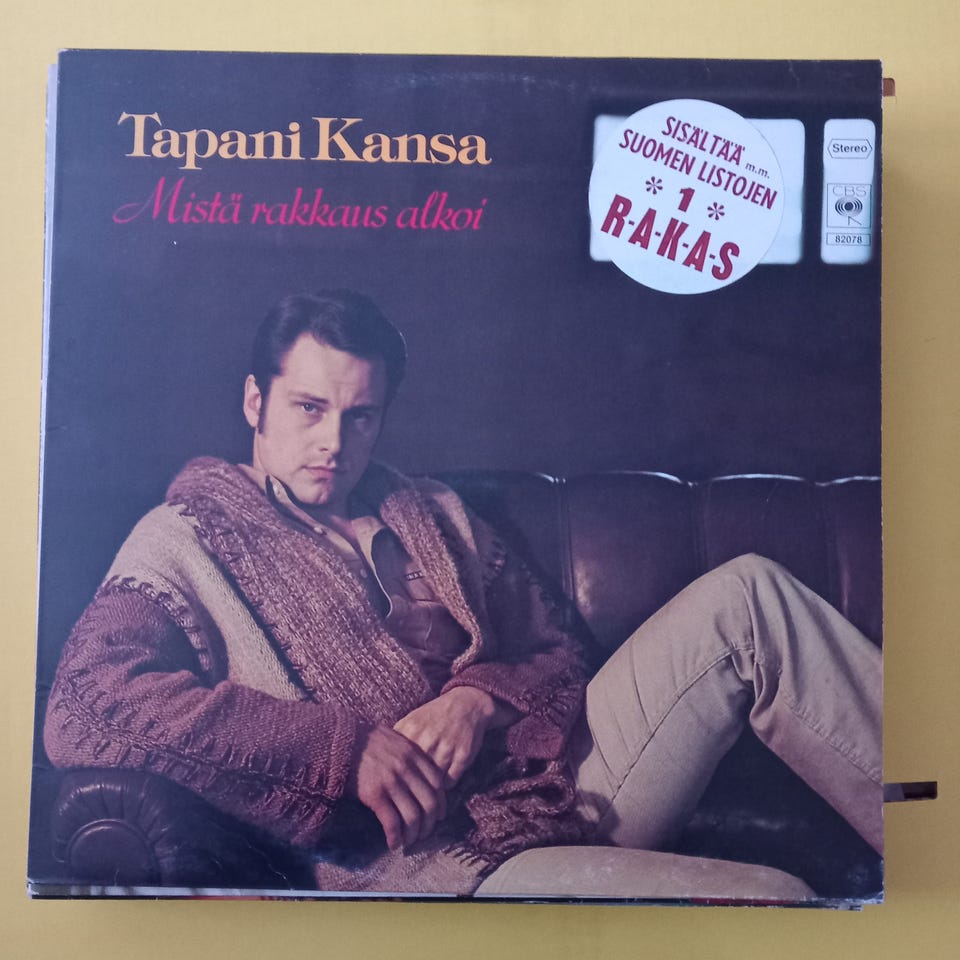 Tapani Kansa
Mistä rakkaus alkoi
SISÄLTÄÄ m.m.
SUOMEN LISTOJEN
* 1 *
R-A-K-A-S
Stereo
CBS
82078